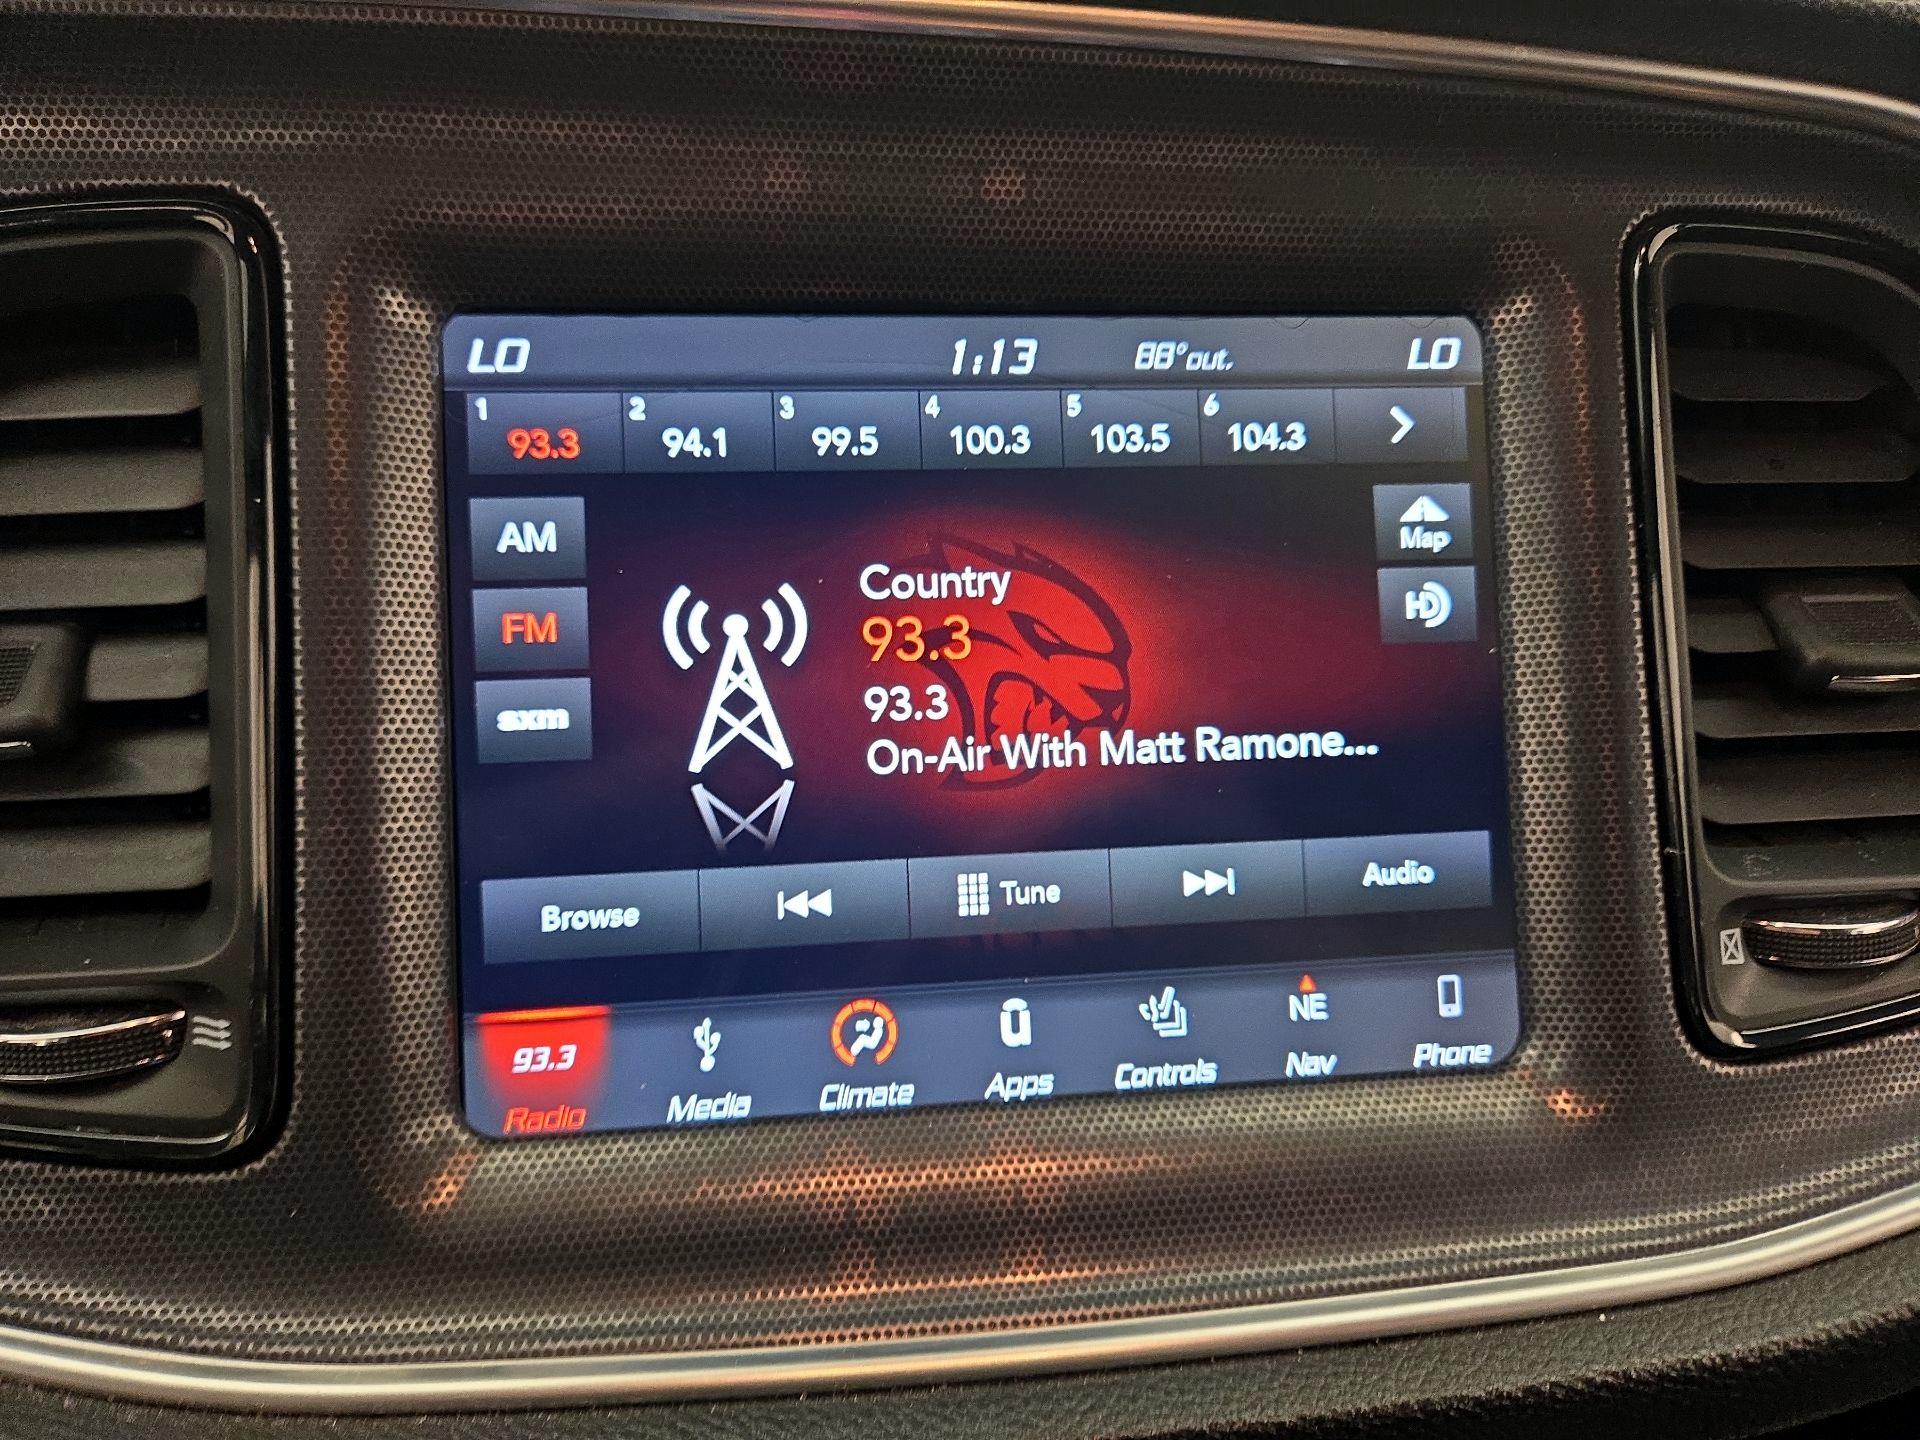 LO 1:13 88°out. LO
1 93.3 2 94.1 3 99.5 4 100.3 5 103.5 6 104.3
AM
Map
Country
HD
FM
93.3
93.3
sxm
On-Air With Matt Ramone...
Browse Tune Audio
93.3 NE
Radio Media Climate Apps Controls Nav Phone